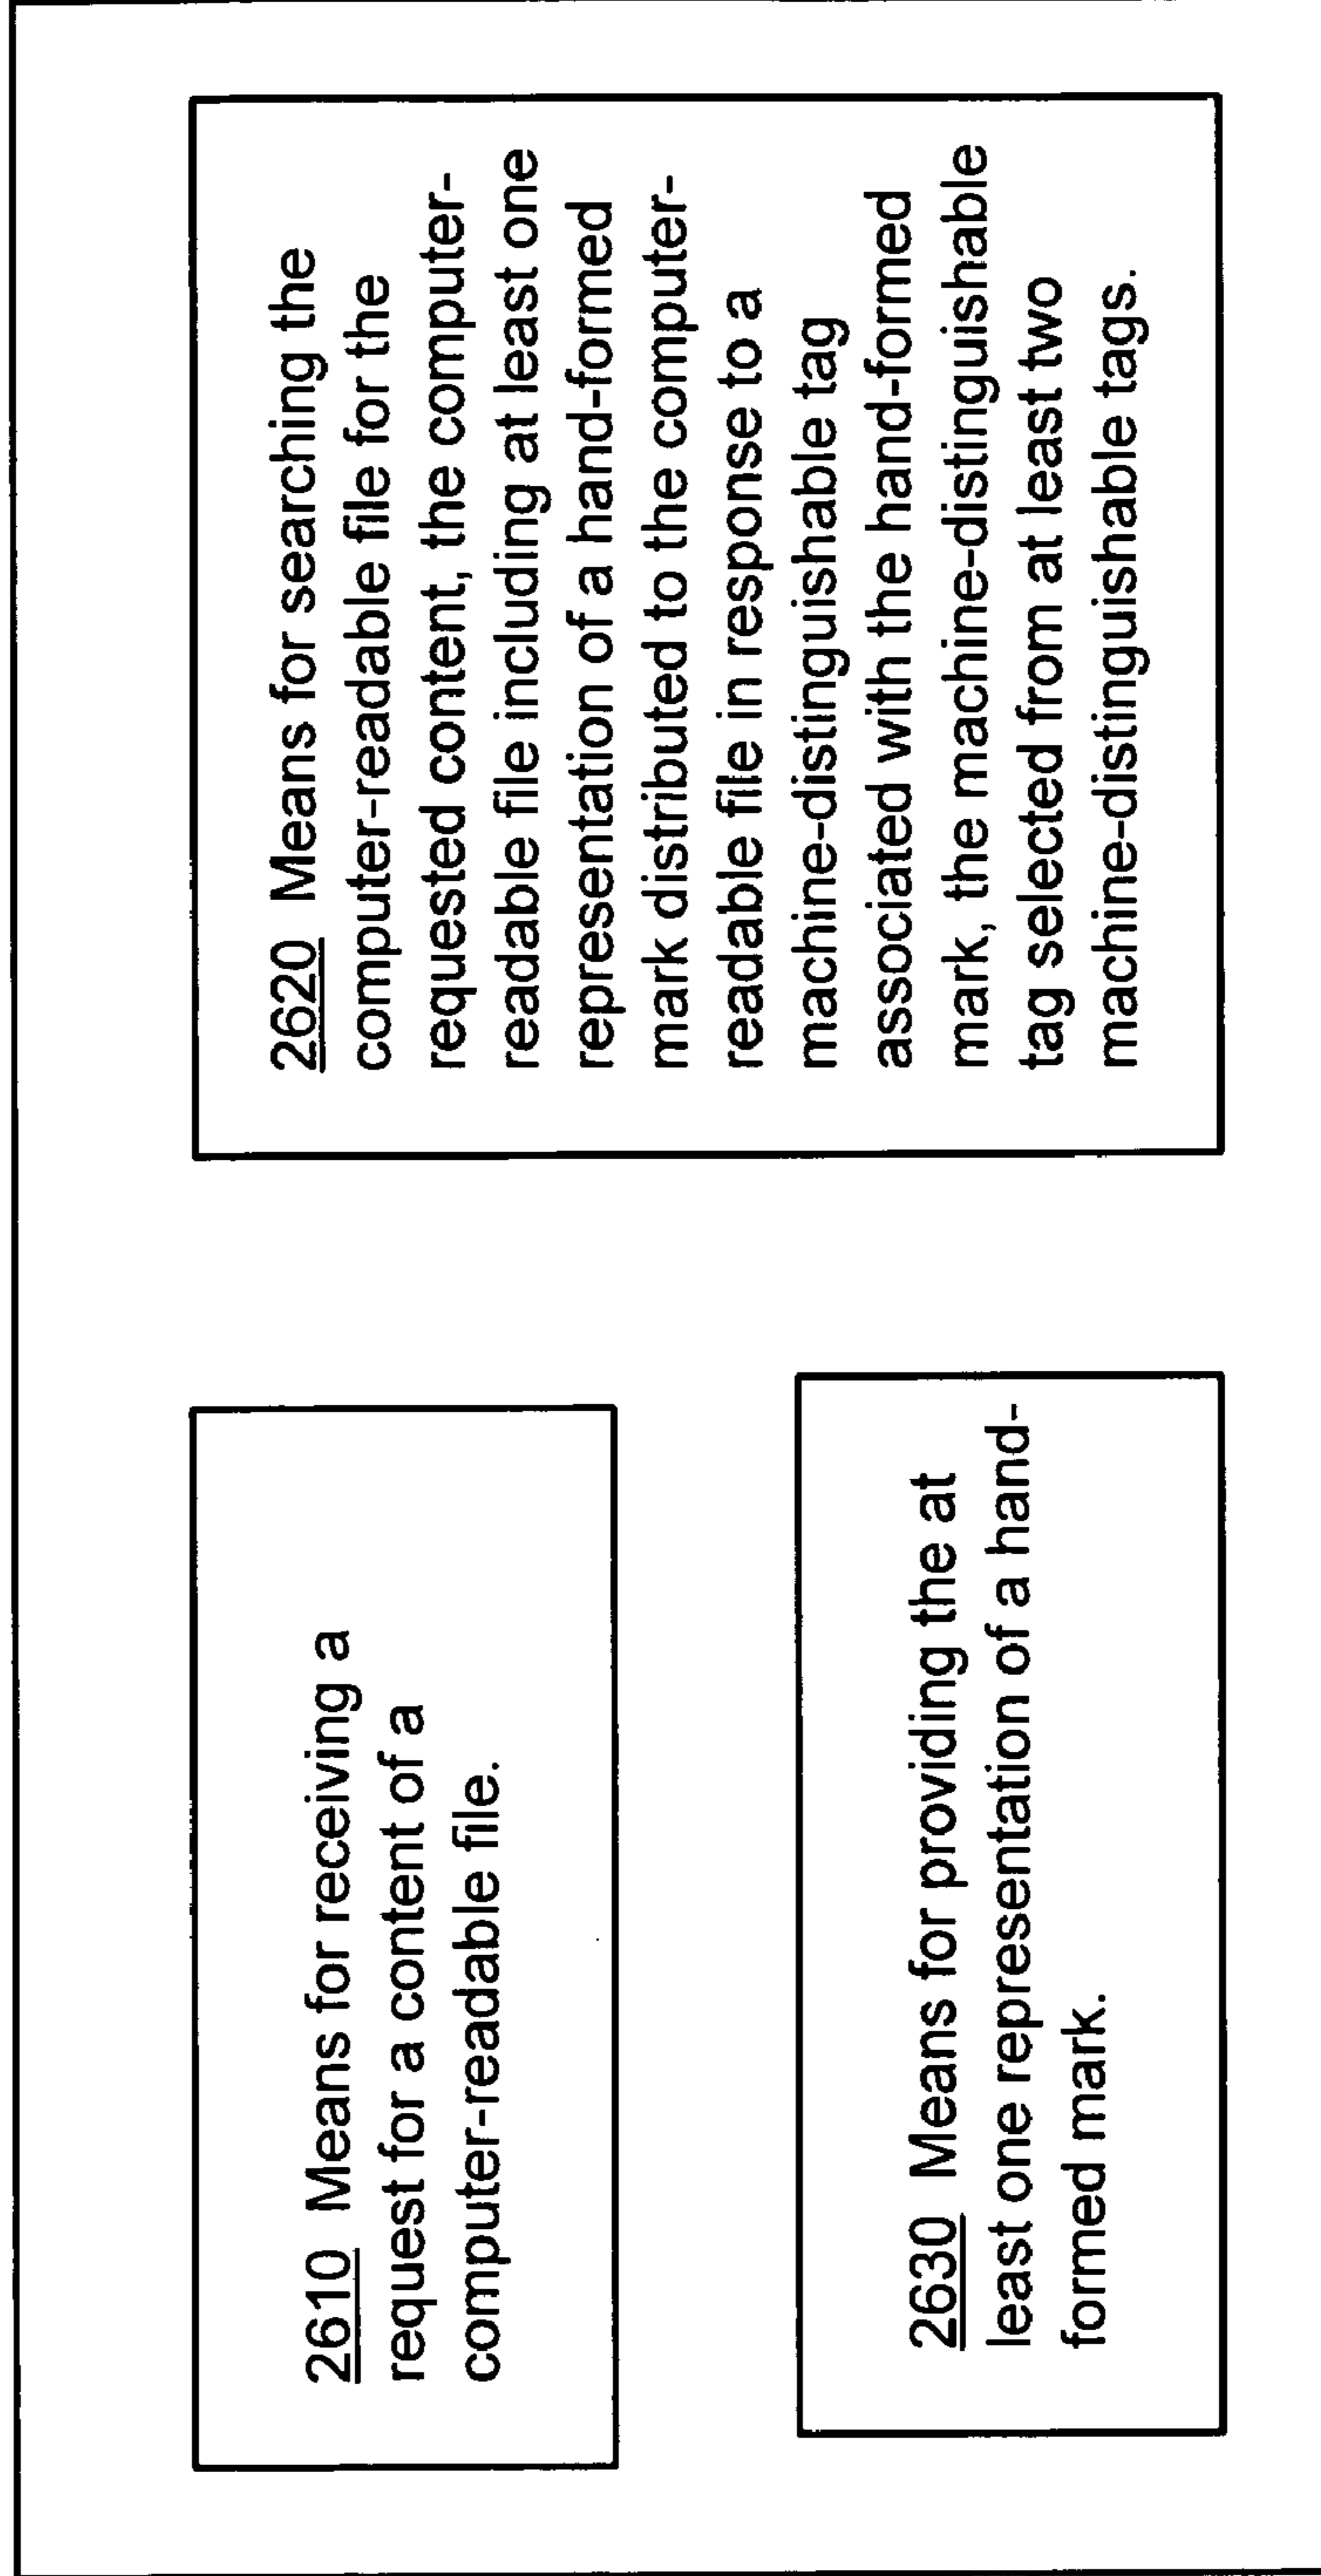 2610 Means for receiving a
request for a content of a
computer-readable file.
2620 Means for searching the
computer-readable file for the
requested content, the computer-
readable file including at least one
representation of a hand-formed
mark distributed to the computer-
readable file in response to a
machine-distinguishable tag
associated with the hand-formed
mark, the machine-distinguishable
tag selected from at least two
machine-distinguishable tags.
2630 Means for providing the at
least one representation of a hand-
formed mark.